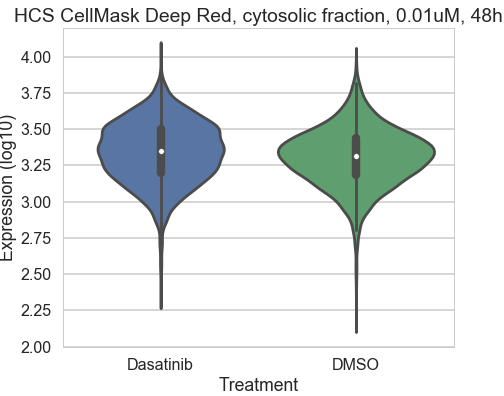 HCS CellMask Deep Red, cytosolic fraction, 0.01uM, 48h
Expression (log10)
4.00
3.75
3.50
3.25
3.00
2.75
2.50
2.25
2.00
Dasatinib
DMSO
Treatment